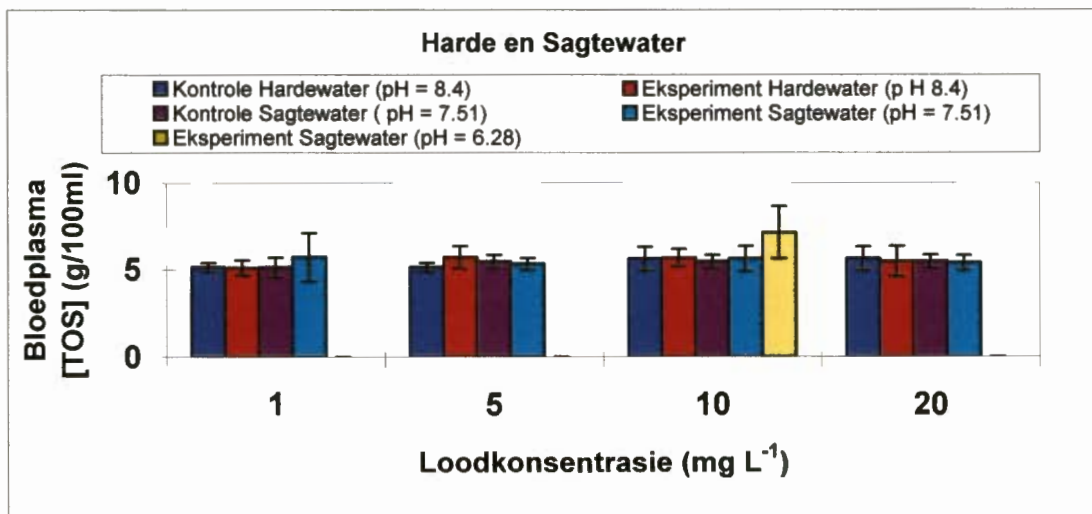 Harde en Sagtewater
Kontrole Hardewater (pH = 8.4)
Eksperiment Hardewater (p H 8.4)
Kontrole Sagtewater ( pH = 7.51)
Eksperiment Sagtewater (pH = 7.51)
Eksperiment Sagtewater (pH = 6.28)
Bloedplasma
[TOS] (g/100ml)
10
5
0
1 5 10 20
Loodkonsentrasie (mg L⁻¹)